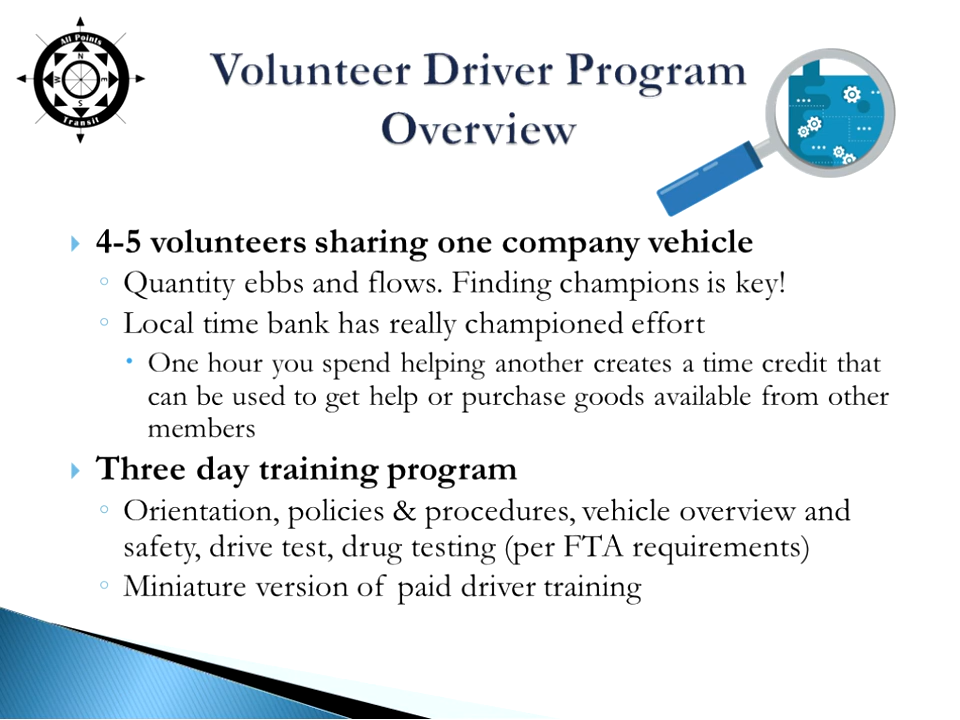 All Points
N
W E
S
Transit
Volunteer Driver Program
Overview
4-5 volunteers sharing one company vehicle
Quantity ebbs and flows. Finding champions is key!
Local time bank has really championed effort
One hour you spend helping another creates a time credit that
can be used to get help or purchase goods available from other
members
Three day training program
Orientation, policies & procedures, vehicle overview and
safety, drive test, drug testing (per FTA requirements)
Miniature version of paid driver training